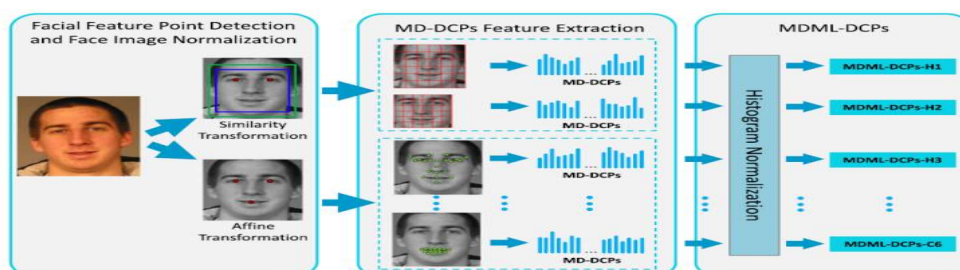 Facial Feature Point Detection
and Face Image Normalization
Similarity
Transformation
Affine
Transformation
MD-DCPs Feature Extraction
...
MD-DCPs
...
MD-DCPs
...
MD-DCPs
...
MD-DCPs
MDML-DCPs
Histogram Normalization
MDML-DCPs-H1
MDML-DCPs-H2
MDML-DCPs-H3
MDML-DCPs-C6